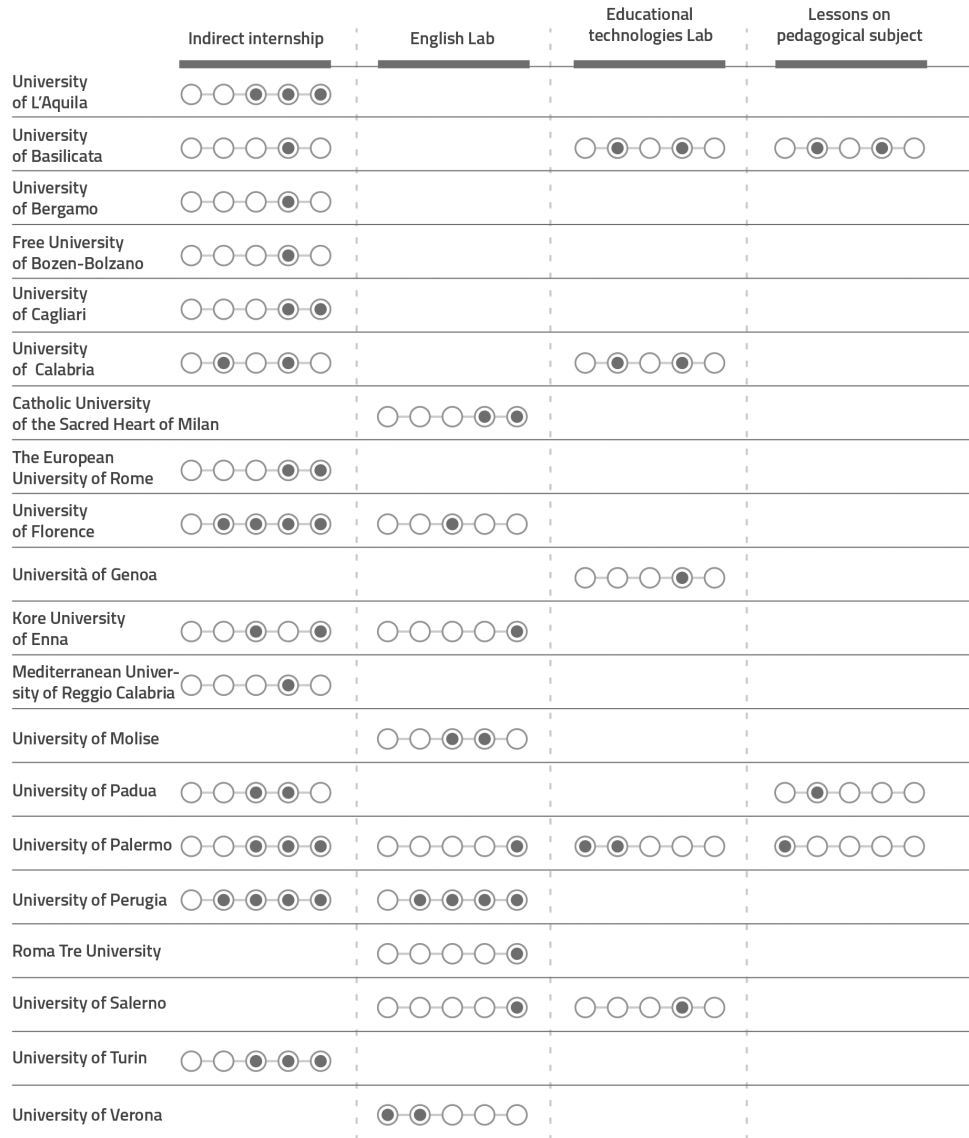 Indirect internship
English Lab
Educational
technologies Lab
Lessons on
pedagogical subject
University
of L'Aquila
University
of Basilicata
University
of Bergamo
Free University
of Bozen-Bolzano
University
of Cagliari
University
of  Calabria
Catholic University
of the Sacred Heart of Milan
The European
University of Rome
University
of Florence
Università of Genoa
Kore University
of Enna
Mediterranean Univer-
sity of Reggio Calabria
University of Molise
University of Padua
University of Palermo
University of Perugia
Roma Tre University
University of Salerno
University of Turin
University of Verona